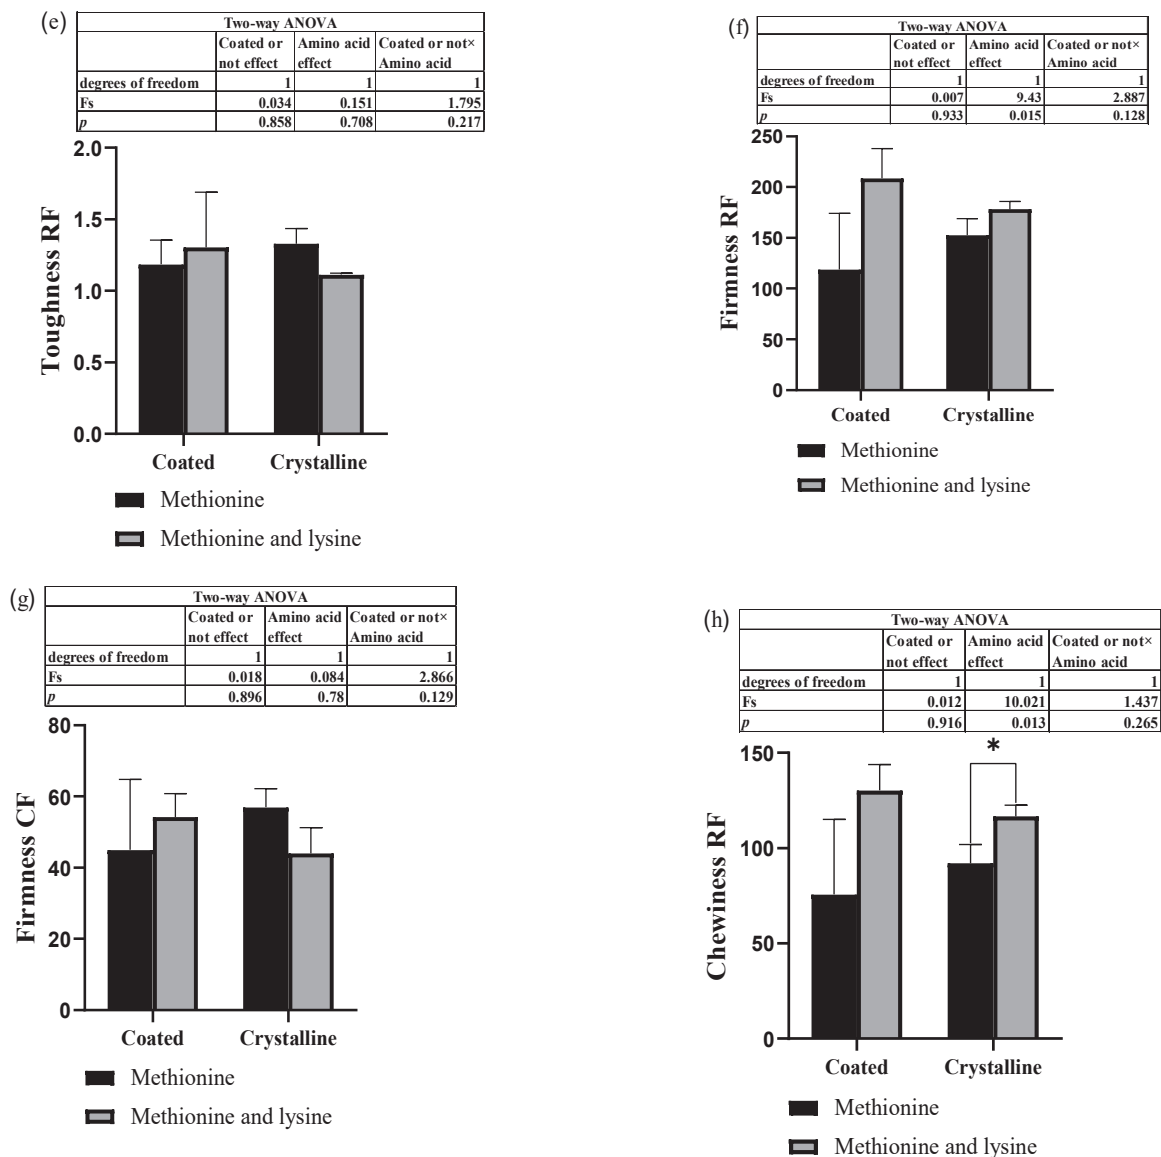 (e)
Two-way ANOVA
Coated or not effect Amino acid effect Coated or not× Amino acid
degrees of freedom 1 1 1
Fs 0.034 0.151 1.795
p 0.858 0.708 0.217
2.0
1.5
1.0
0.5
0.0
Toughness RF
Coated Crystalline
Methionine
Methionine and lysine
(f)
Two-way ANOVA
Coated or not effect Amino acid effect Coated or not× Amino acid
degrees of freedom 1 1 1
Fs 0.007 9.43 2.887
p 0.933 0.015 0.128
250
200
150
100
50
0
Firmness RF
Coated Crystalline
Methionine
Methionine and lysine
(g)
Two-way ANOVA
Coated or not effect Amino acid effect Coated or not× Amino acid
degrees of freedom 1 1 1
Fs 0.018 0.084 2.866
p 0.896 0.78 0.129
80
60
40
20
0
Firmness CF
Coated Crystalline
Methionine
Methionine and lysine
(h)
Two-way ANOVA
Coated or not effect Amino acid effect Coated or not× Amino acid
degrees of freedom 1 1 1
Fs 0.012 10.021 1.437
p 0.916 0.013 0.265
*
150
100
50
0
Chewiness RF
Coated Crystalline
Methionine
Methionine and lysine